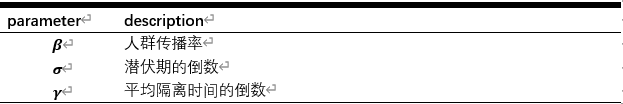 parameter↵ description↵
β↵ 人群传播率↵
σ↵ 潜伏期的倒数↵
γ↵ 平均隔离时间的倒数↵